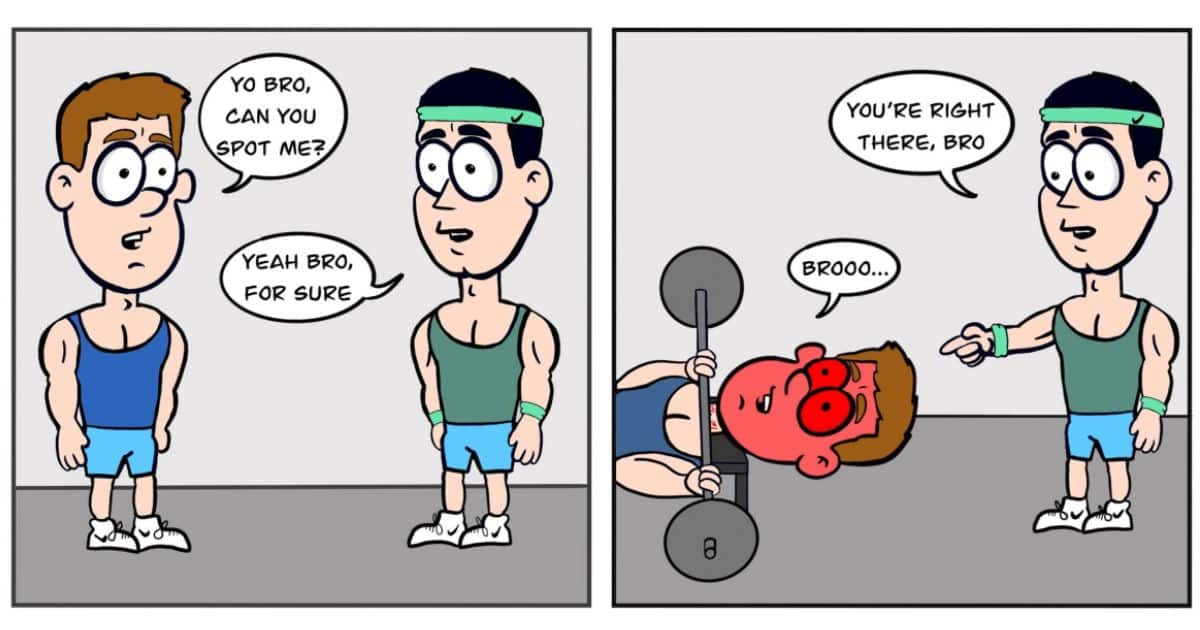 YO BRO,
CAN YOU
SPOT ME?
YEAH BRO,
FOR SURE
YOU'RE RIGHT
THERE, BRO
BROOO...